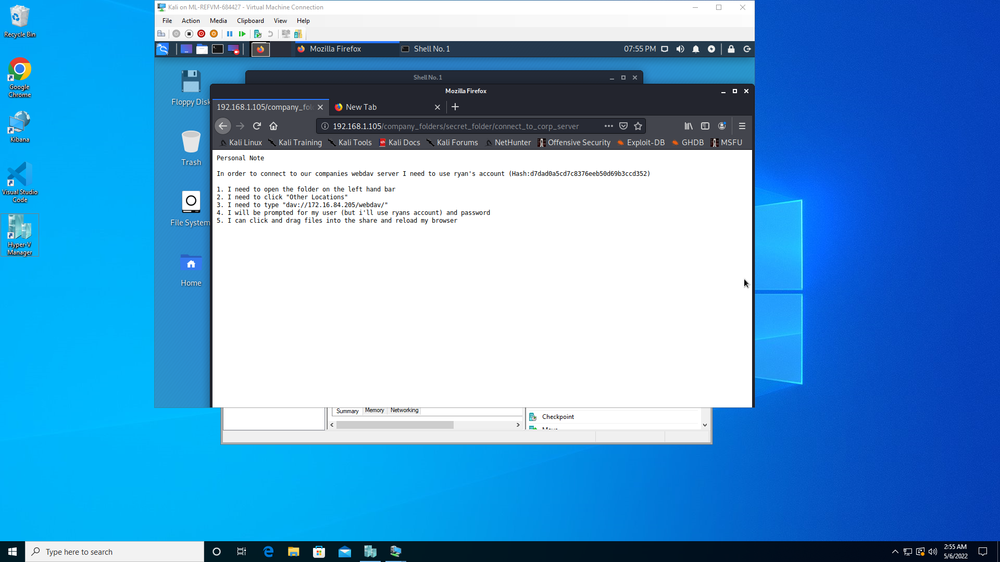 Kali on ML-REFVM-684427 - Virtual Machine Connection
File Action Media Clipboard View Help
Mozilla Firefox
Shell No. 1
07:55 PM
Shell No. 1
Mozilla Firefox
192.168.1.105/company_fol
New Tab
192.168.1.105/company_folders/secret_folder/connect_to_corp_server
Kali Linux Kali Training Kali Tools Kali Docs Kali Forums NetHunter Offensive Security Exploit-DB GHDB MSFU
Personal Note
In order to connect to our companies webdav server I need to use ryan's account (Hash:d7dad0a5cd7c8376eeb50d69b3ccd352)
1. I need to open the folder on the left hand bar
2. I need to click "Other Locations"
3. I need to type "dav://172.16.84.205/webdav/"
4. I will be prompted for my user (but i'll use ryans account) and password
5. I can click and drag files into the share and reload my browser
Floppy Disk
Trash
File System
Home
Summary Memory Networking
Checkpoint
Move
Recycle Bin
Google
Chrome
Kibana
Visual Studio
Code
Hyper-V
Manager
Type here to search
2:55 AM
5/6/2022